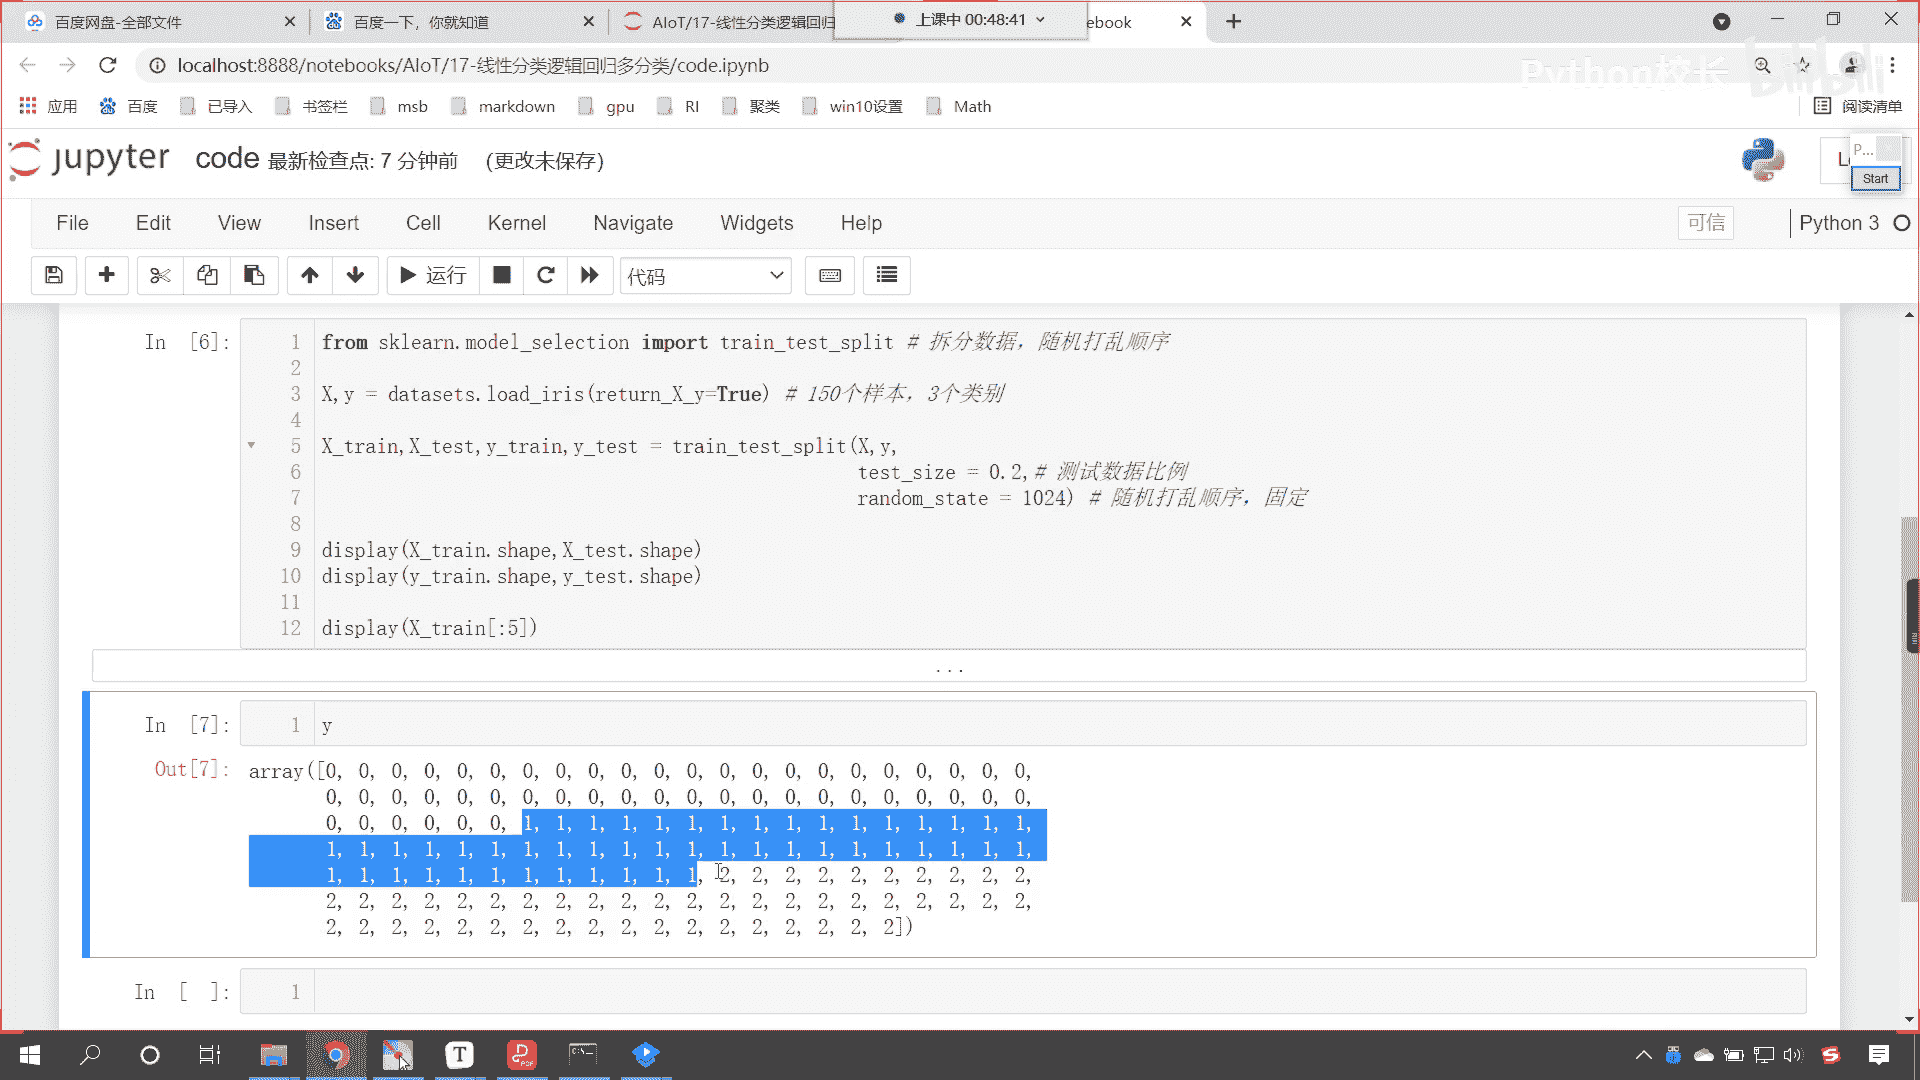 百度网盘-全部文件
百度一下，你就知道
AIoT/17-线性分类逻辑回归
上课中 00:48:41
ebook
localhost:8888/notebooks/AIoT/17-线性分类逻辑回归多分类/code.ipynb
Python校长
bilibili
应用 百度 已导入 书签栏 msb markdown gpu RI 聚类 win10设置 Math 阅读清单
jupyter code 最新检查点: 7 分钟前 (更改未保存)
P...
Start
File Edit View Insert Cell Kernel Navigate Widgets Help 可信 Python 3
运行 代码
In [6]:
1 from sklearn.model_selection import train_test_split # 拆分数据，随机打乱顺序
2
3 X,y = datasets.load_iris(return_X_y=True) # 150个样本，3个类别
4
5 X_train,X_test,y_train,y_test = train_test_split(X,y,
6 test_size = 0.2,# 测试数据比例
7 random_state = 1024) # 随机打乱顺序，固定
8
9 display(X_train.shape,X_test.shape)
10 display(y_train.shape,y_test.shape)
11
12 display(X_train[:5])
...
In [7]: 1 y
Out[7]: array([0, 0, 0, 0, 0, 0, 0, 0, 0, 0, 0, 0, 0, 0, 0, 0, 0, 0, 0, 0, 0, 0,
0, 0, 0, 0, 0, 0, 0, 0, 0, 0, 0, 0, 0, 0, 0, 0, 0, 0, 0, 0, 0, 0,
0, 0, 0, 0, 0, 0, 1, 1, 1, 1, 1, 1, 1, 1, 1, 1, 1, 1, 1, 1, 1, 1,
1, 1, 1, 1, 1, 1, 1, 1, 1, 1, 1, 1, 1, 1, 1, 1, 1, 1, 1, 1, 1, 1,
1, 1, 1, 1, 1, 1, 1, 1, 1, 1, 1, 1, 2, 2, 2, 2, 2, 2, 2, 2, 2, 2,
2, 2, 2, 2, 2, 2, 2, 2, 2, 2, 2, 2, 2, 2, 2, 2, 2, 2, 2, 2, 2, 2,
2, 2, 2, 2, 2, 2, 2, 2, 2, 2, 2, 2, 2, 2, 2, 2, 2, 2])
In [ ]: 1